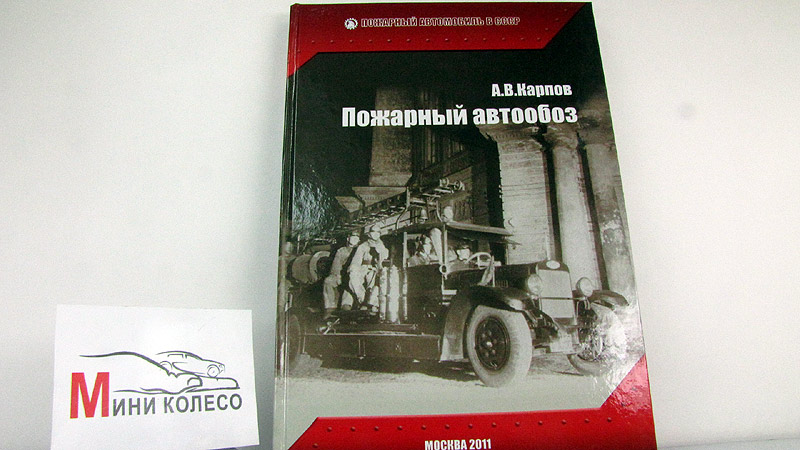 ПОЖАРНЫЙ АВТОМОБИЛЬ В СССР
А.В.Карпов
Пожарный автообоз
МОСКВА 2011
МИНИ КОЛЕСО